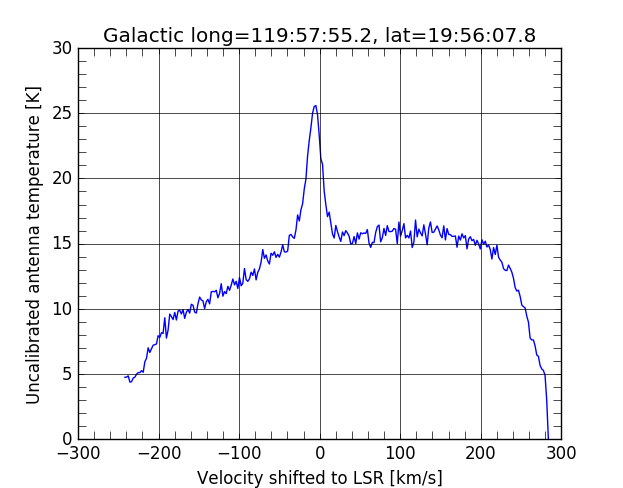 Galactic long=119:57:55.2, lat=19:56:07.8
Uncalibrated antenna temperature [K]
30
25
20
15
10
5
0
−300 −200 −100 0 100 200 300
Velocity shifted to LSR [km/s]